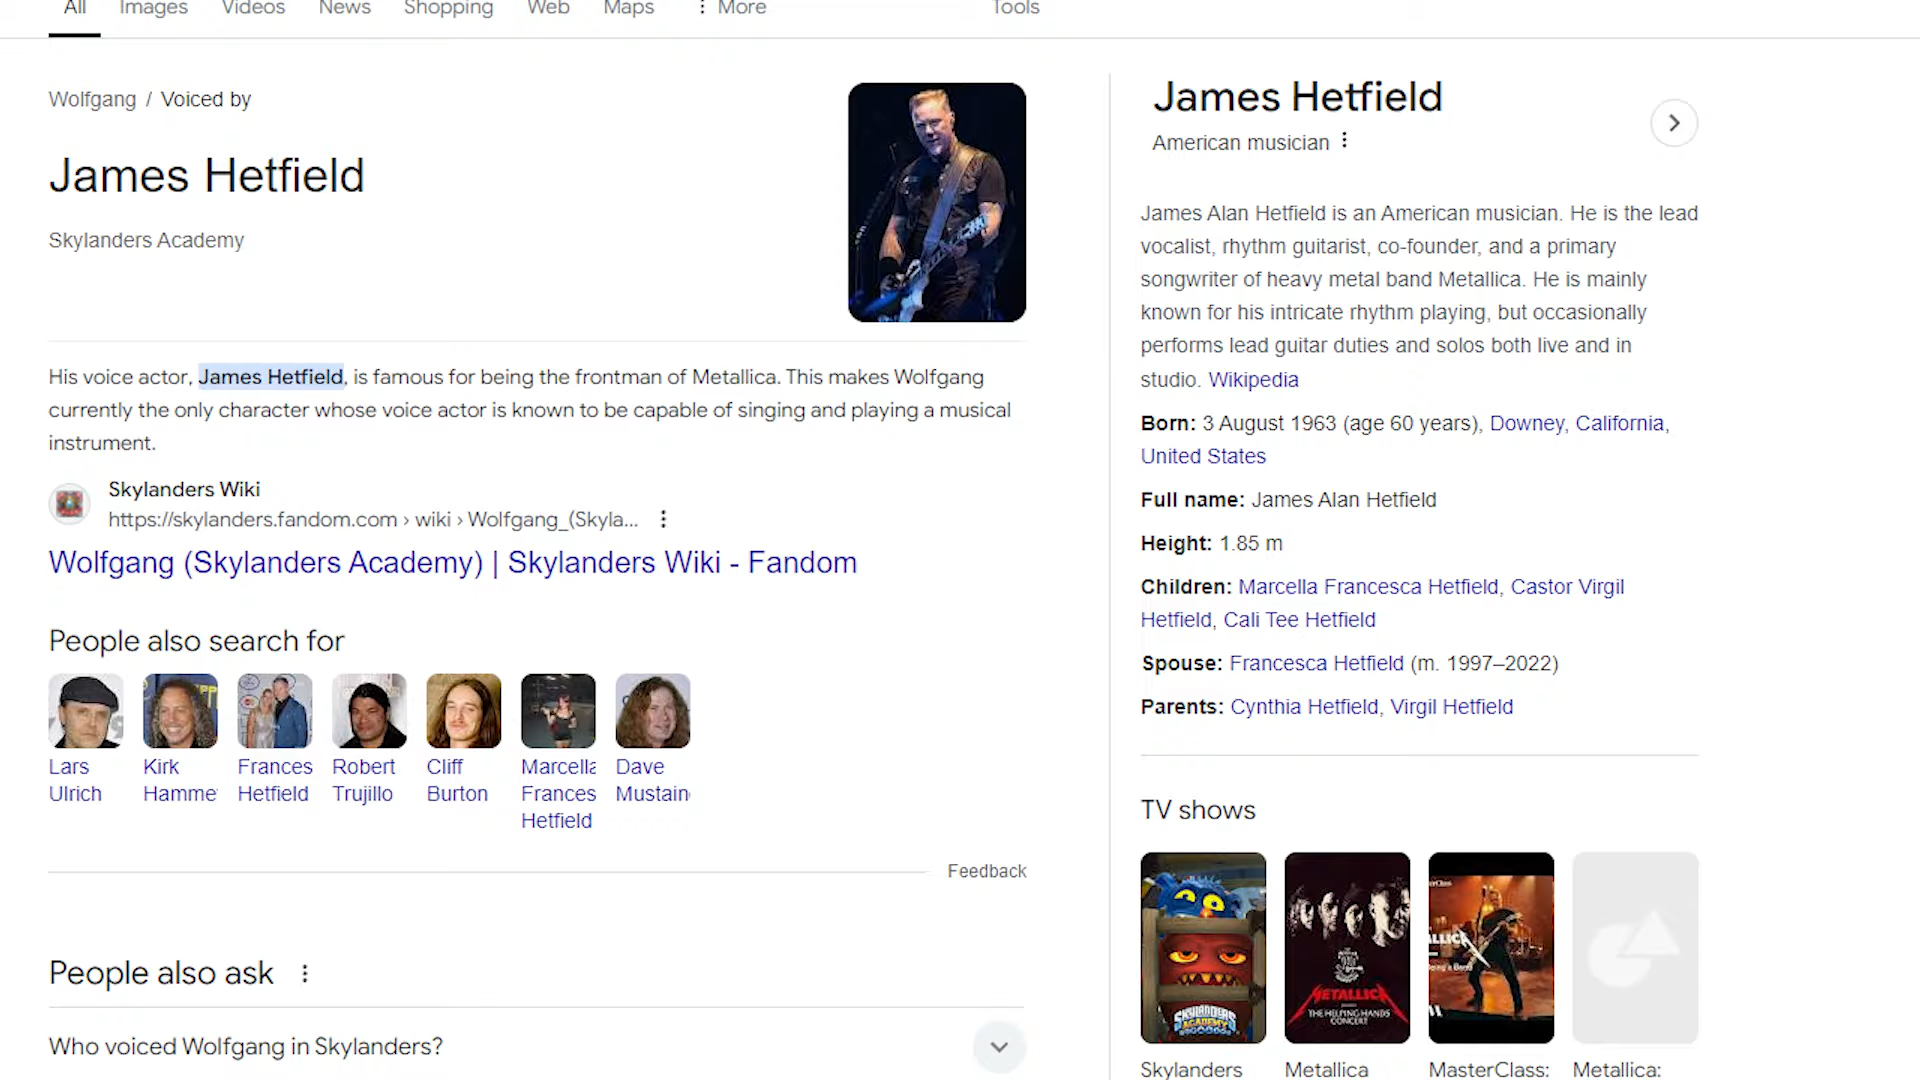 All Images Videos News Shopping Web Maps More Tools
Wolfgang / Voiced by
James Hetfield
Skylanders Academy
His voice actor, James Hetfield, is famous for being the frontman of Metallica. This makes Wolfgang
currently the only character whose voice actor is known to be capable of singing and playing a musical
instrument.
Skylanders Wiki
https://skylanders.fandom.com › wiki › Wolfgang_(Skyla...
Wolfgang (Skylanders Academy) | Skylanders Wiki - Fandom
People also search for
Lars Ulrich
Kirk Hamme
Frances Hetfield
Robert Trujillo
Cliff Burton
Marcella Frances Hetfield
Dave Mustain
Feedback
People also ask
Who voiced Wolfgang in Skylanders?
James Hetfield
American musician
James Alan Hetfield is an American musician. He is the lead
vocalist, rhythm guitarist, co-founder, and a primary
songwriter of heavy metal band Metallica. He is mainly
known for his intricate rhythm playing, but occasionally
performs lead guitar duties and solos both live and in
studio. Wikipedia
Born: 3 August 1963 (age 60 years), Downey, California,
United States
Full name: James Alan Hetfield
Height: 1.85 m
Children: Marcella Francesca Hetfield, Castor Virgil
Hetfield, Cali Tee Hetfield
Spouse: Francesca Hetfield (m. 1997–2022)
Parents: Cynthia Hetfield, Virgil Hetfield
TV shows
SKYLANDERS
ACADEMY
METALLICA
THE HELPING HANDS
CONCERT
Skylanders Metallica MasterClass: Metallica: